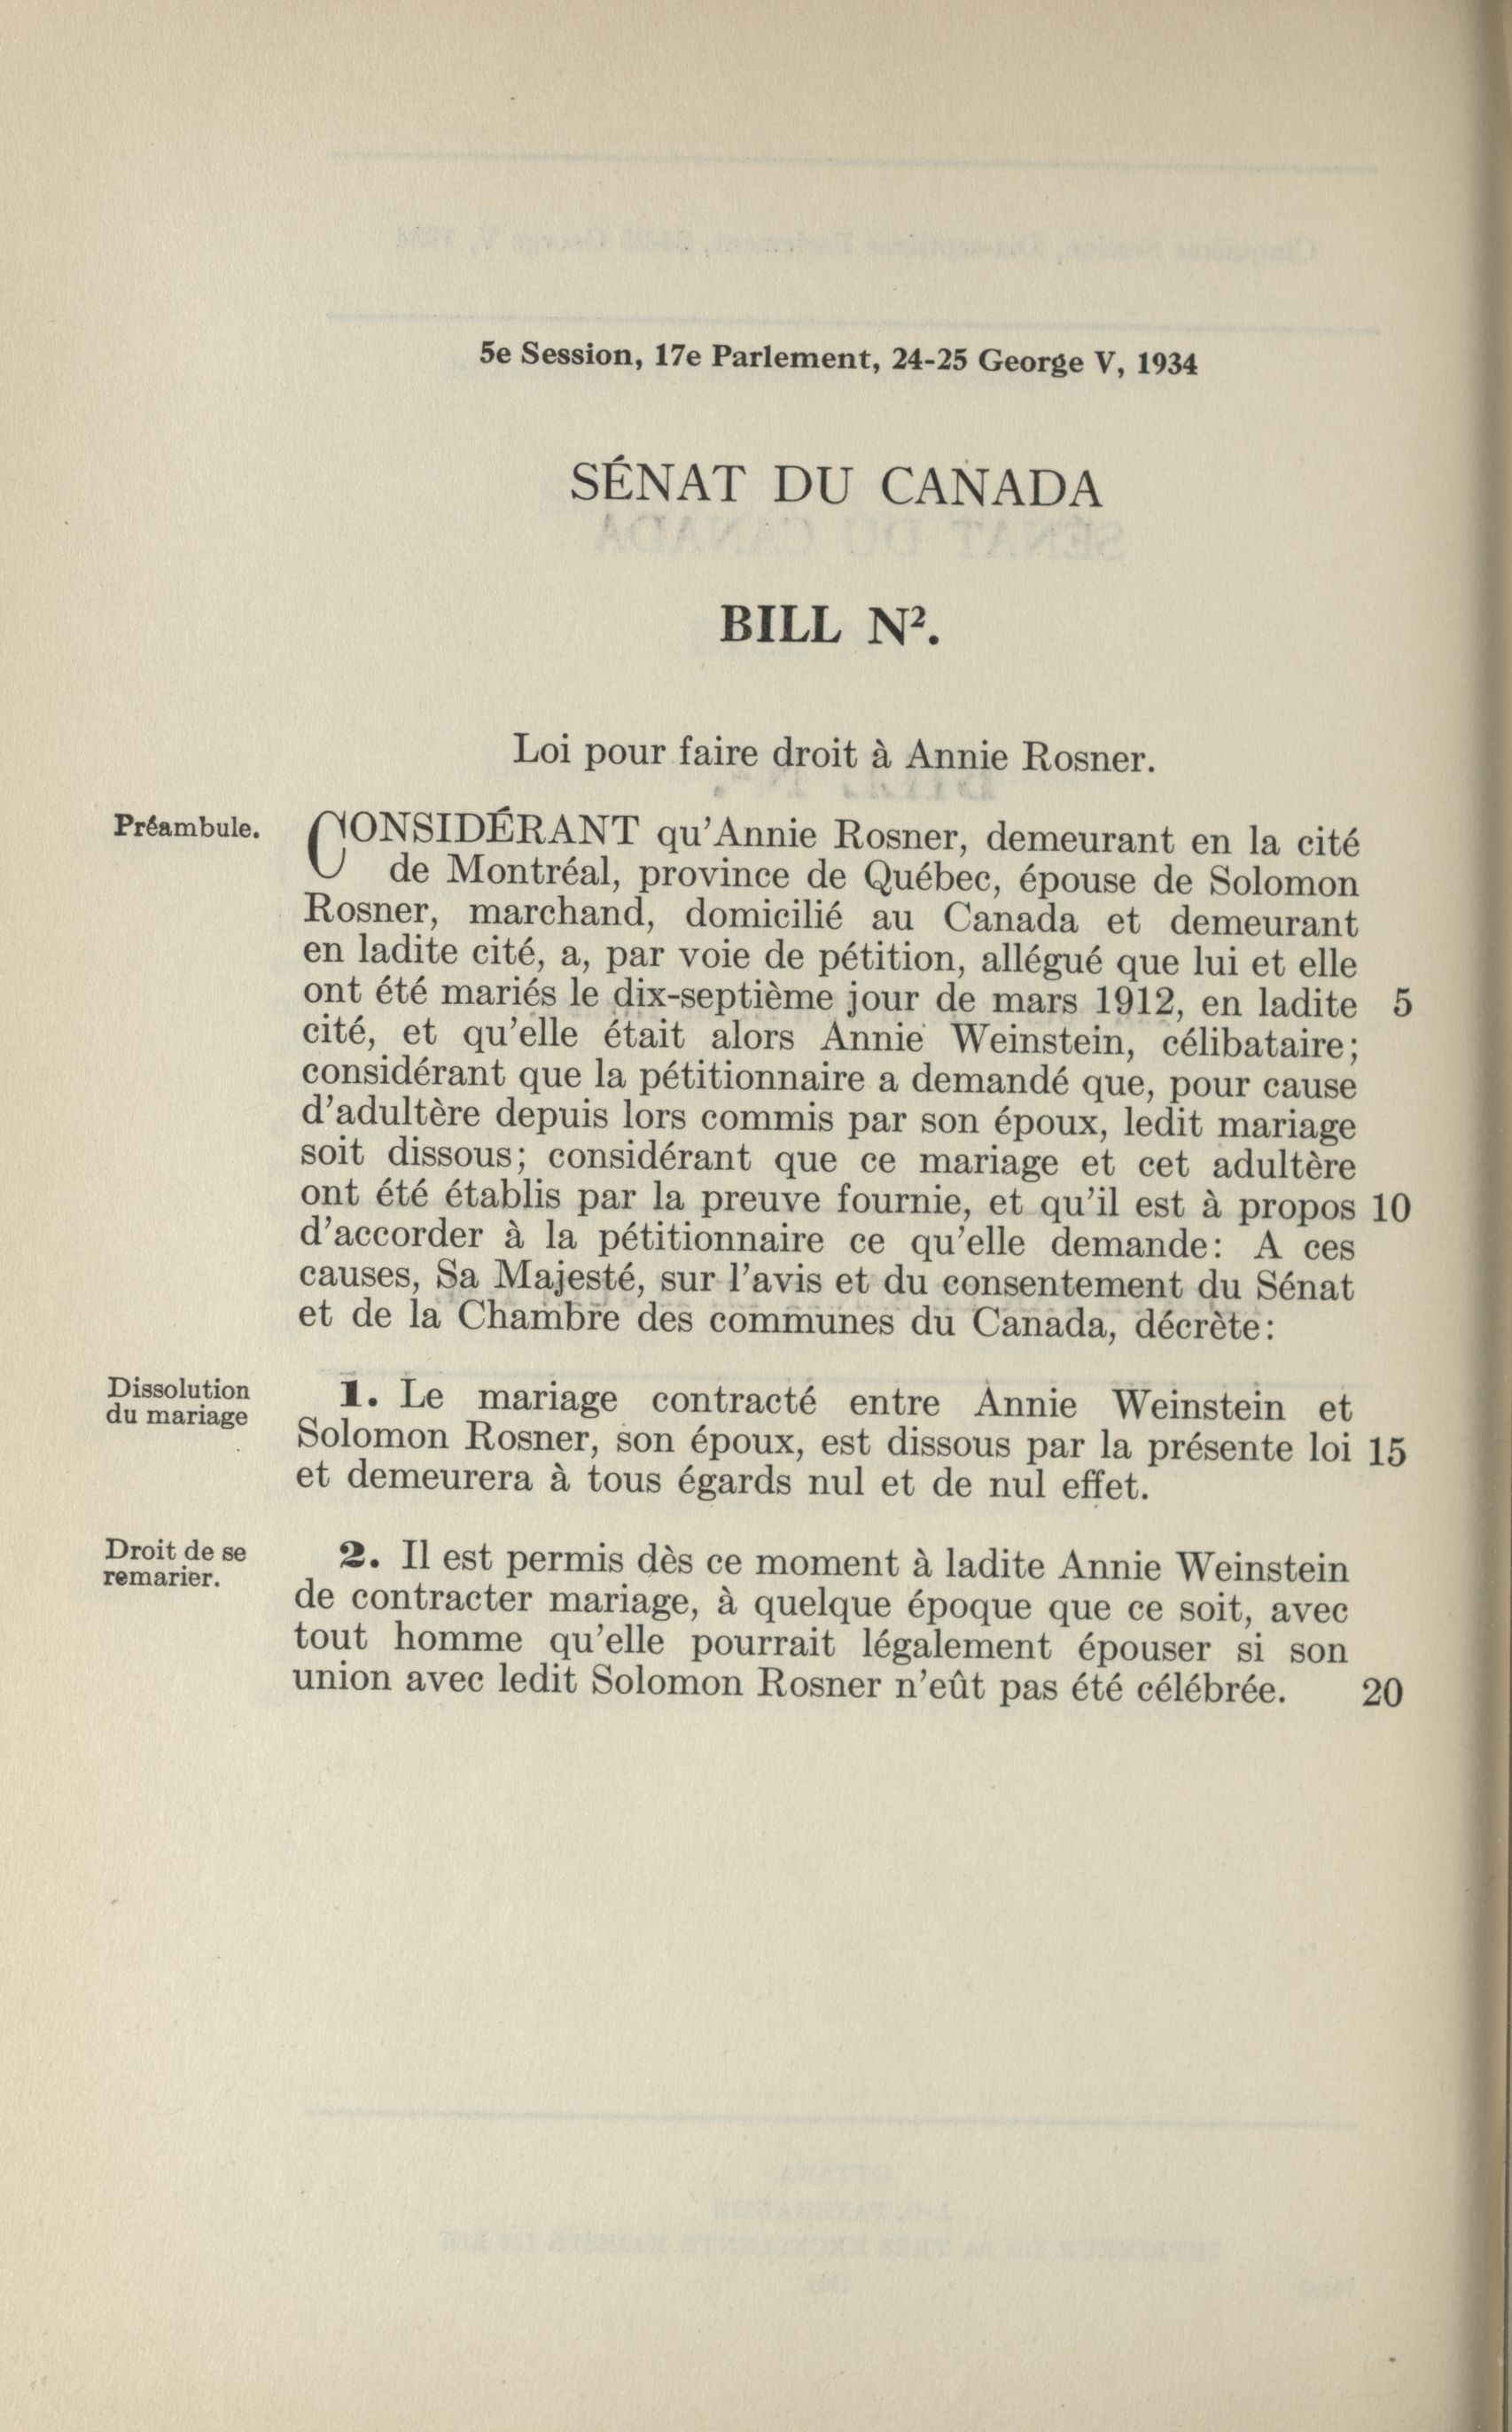 5e Session, 17e Parlement, 24-25 George V, 1934
SÉNAT DU CANADA
BILL N².
Loi pour faire droit à Annie Rosner.
Préambule.
CONSIDÉRANT qu'Annie Rosner, demeurant en la cité
de Montréal, province de Québec, épouse de Solomon
Rosner, marchand, domicilié au Canada et demeurant
en ladite cité, a, par voie de pétition, allégué que lui et elle
ont été mariés le dix-septième jour de mars 1912, en ladite 5
cité, et qu'elle était alors Annie Weinstein, célibataire;
considérant que la pétitionnaire a demandé que, pour cause
d'adultère depuis lors commis par son époux, ledit mariage
soit dissous; considérant que ce mariage et cet adultère
ont été établis par la preuve fournie, et qu'il est à propos 10
d'accorder à la pétitionnaire ce qu'elle demande: A ces
causes, Sa Majesté, sur l'avis et du consentement du Sénat
et de la Chambre des communes du Canada, décrète:
Dissolution
du mariage
1. Le mariage contracté entre Annie Weinstein et
Solomon Rosner, son époux, est dissous par la présente loi 15
et demeurera à tous égards nul et de nul effet.
Droit de se
remarier.
2. Il est permis dès ce moment à ladite Annie Weinstein
de contracter mariage, à quelque époque que ce soit, avec
tout homme qu'elle pourrait légalement épouser si son
union avec ledit Solomon Rosner n'eût pas été célébrée. 20